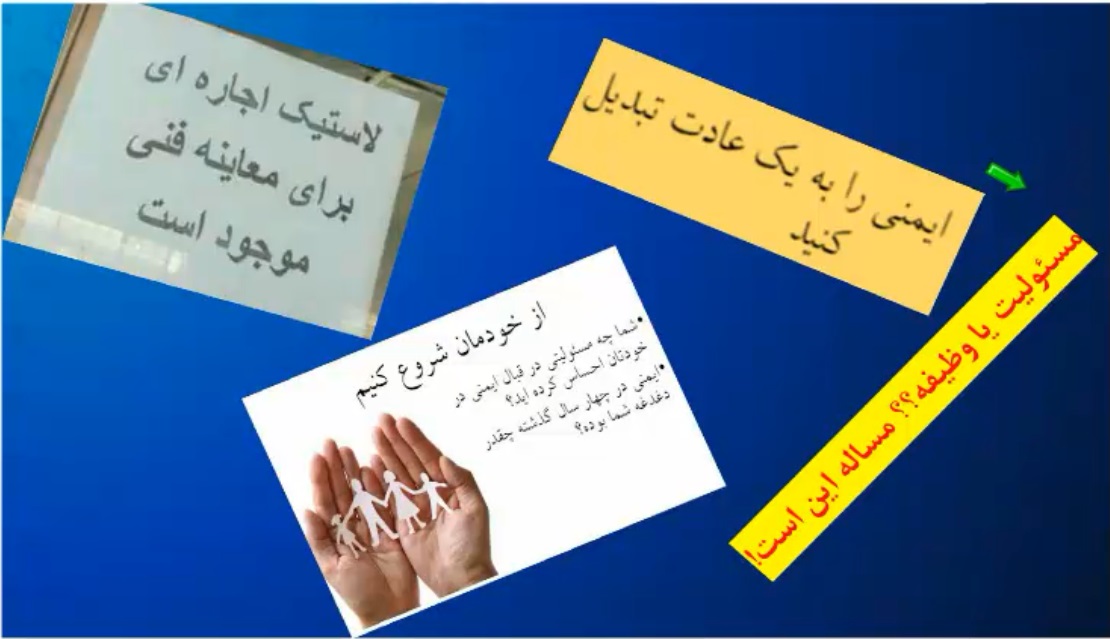 لاستیک اجاره ای
برای معاینه فنی
موجود است
ایمنی را به یک عادت تبدیل
کنید
مسئولیت یا وظیفه؟؟ مساله این است!
از خودمان شروع کنیم
•شما چه مسئولیتی در قبال ایمنی در
خودتان احساس کرده اید؟
•ایمنی در چهار سال گذشته چقدر
دغدغه شما بوده؟